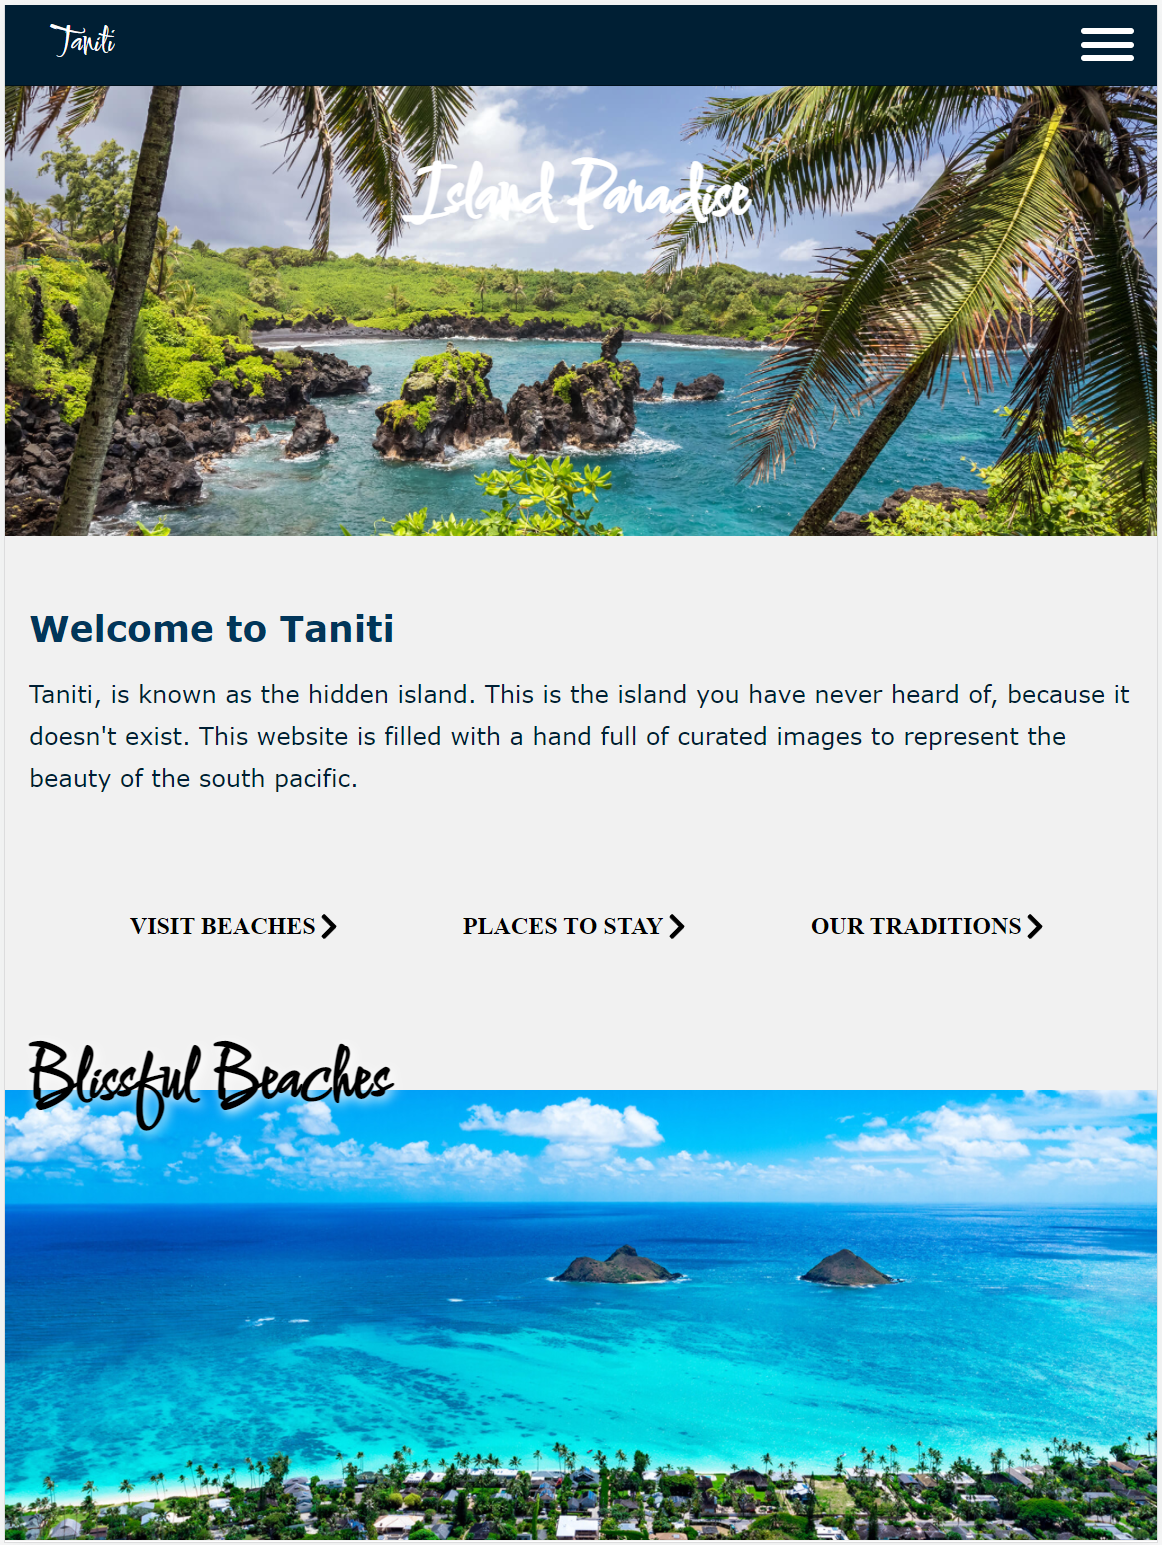 Taniti
Island Paradise
Welcome to Taniti
Taniti, is known as the hidden island. This is the island you have never heard of, because it
doesn't exist. This website is filled with a hand full of curated images to represent the
beauty of the south pacific.
VISIT BEACHES
PLACES TO STAY
OUR TRADITIONS
Blissful Beaches